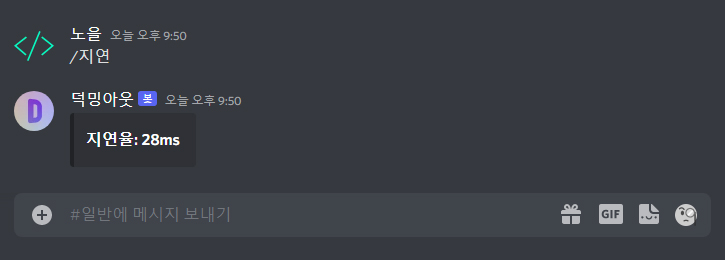 노을 오늘 오후 9:50
/지연
덕밍아웃 봇 오늘 오후 9:50
D
지연율: 28ms
#일반에 메시지 보내기
GIF